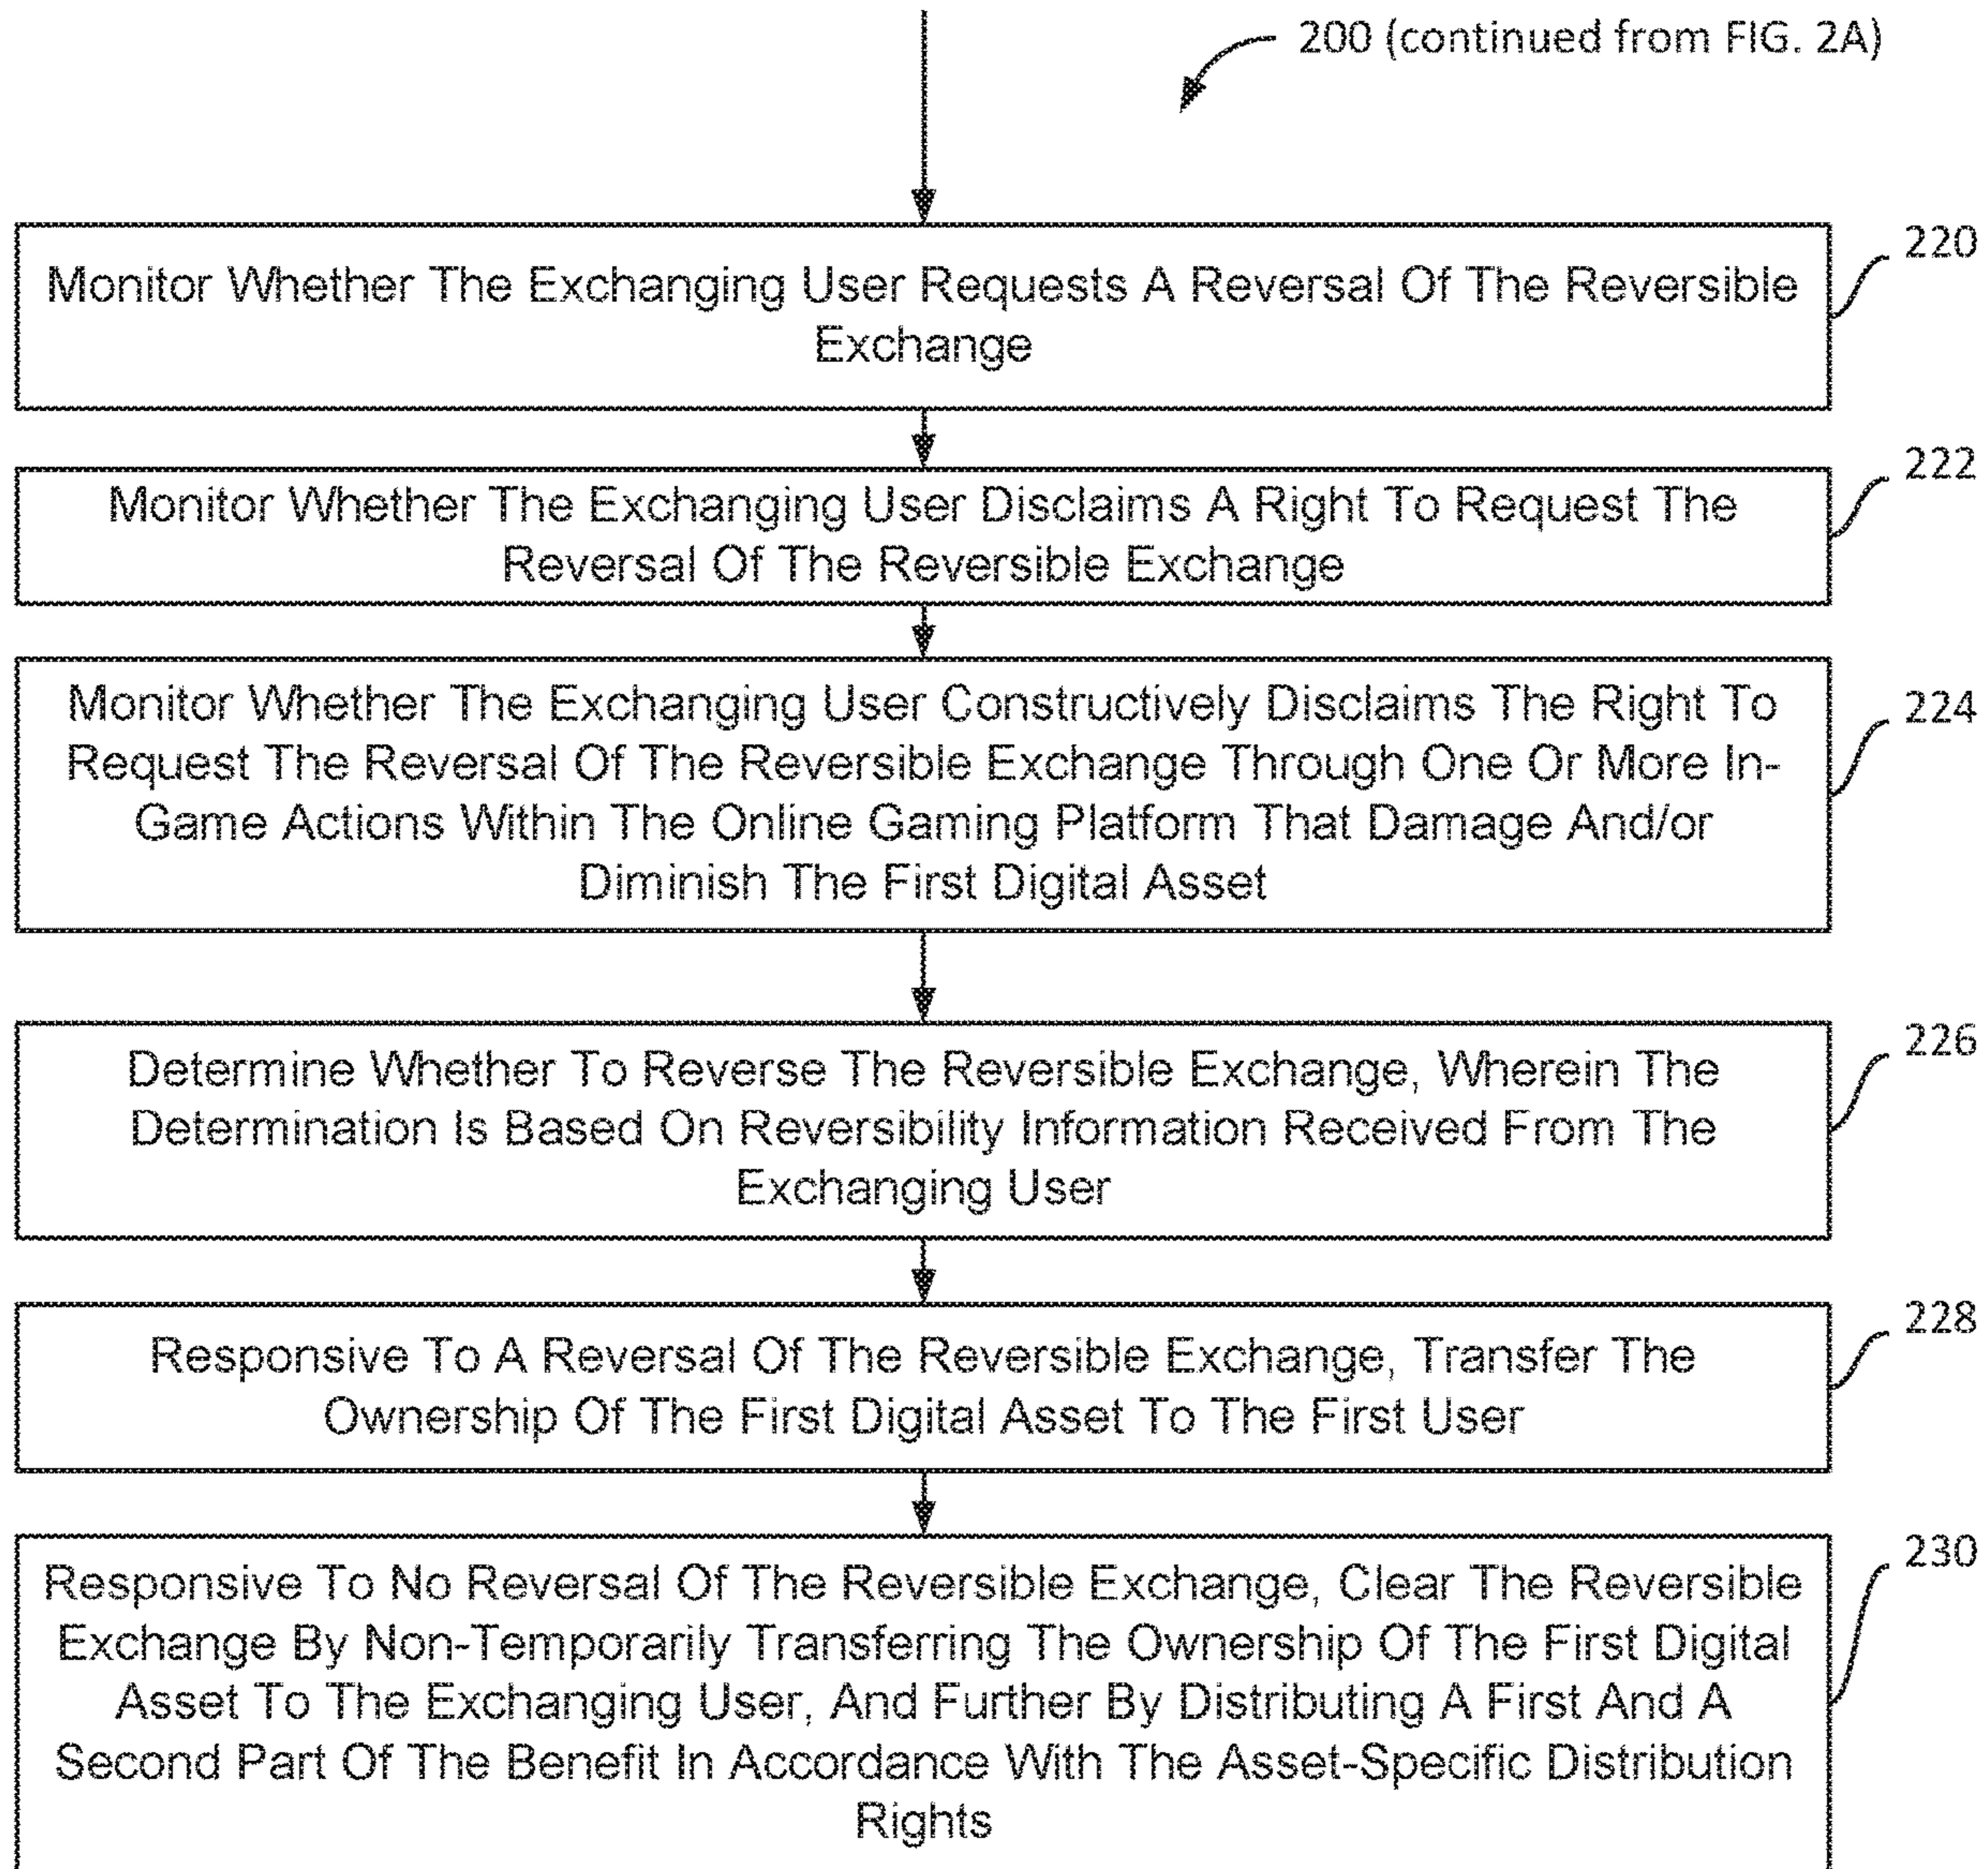 200 (continued from FIG. 2A)
220
Monitor Whether The Exchanging User Requests A Reversal Of The Reversible
Exchange
222
Monitor Whether The Exchanging User Disclaims A Right To Request The
Reversal Of The Reversible Exchange
224
Monitor Whether The Exchanging User Constructively Disclaims The Right To
Request The Reversal Of The Reversible Exchange Through One Or More In-
Game Actions Within The Online Gaming Platform That Damage And/or
Diminish The First Digital Asset
226
Determine Whether To Reverse The Reversible Exchange, Wherein The
Determination Is Based On Reversibility Information Received From The
Exchanging User
228
Responsive To A Reversal Of The Reversible Exchange, Transfer The
Ownership Of The First Digital Asset To The First User
230
Responsive To No Reversal Of The Reversible Exchange, Clear The Reversible
Exchange By Non-Temporarily Transferring The Ownership Of The First Digital
Asset To The Exchanging User, And Further By Distributing A First And A
Second Part Of The Benefit In Accordance With The Asset-Specific Distribution
Rights